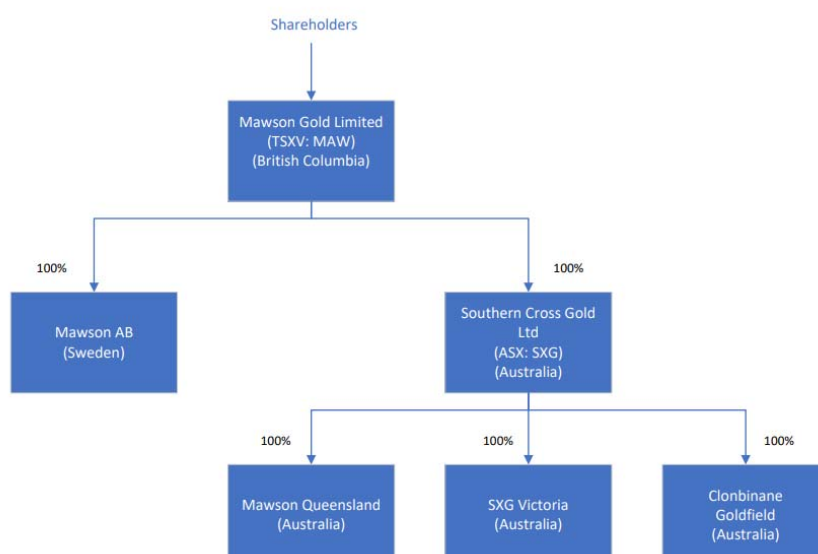 Shareholders
Mawson Gold Limited
(TSXV: MAW)
(British Columbia)
100%
100%
Mawson AB
(Sweden)
Southern Cross Gold
Ltd
(ASX: SXG)
(Australia)
100%
100%
100%
Mawson Queensland
(Australia)
SXG Victoria
(Australia)
Clonbinane
Goldfield
(Australia)